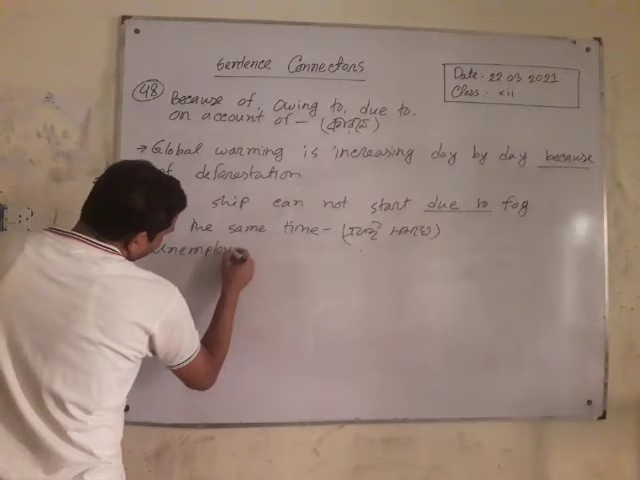 Sentence Connectors
Date - 22.03.2021
Class :- XII
48 Because of, Owing to, due to.
on account of - (কারণে)
→ Global warming is increasing day by day because
of deforestation
ship can not start due to fog
the same time - (একই সময়ে)
unemploy